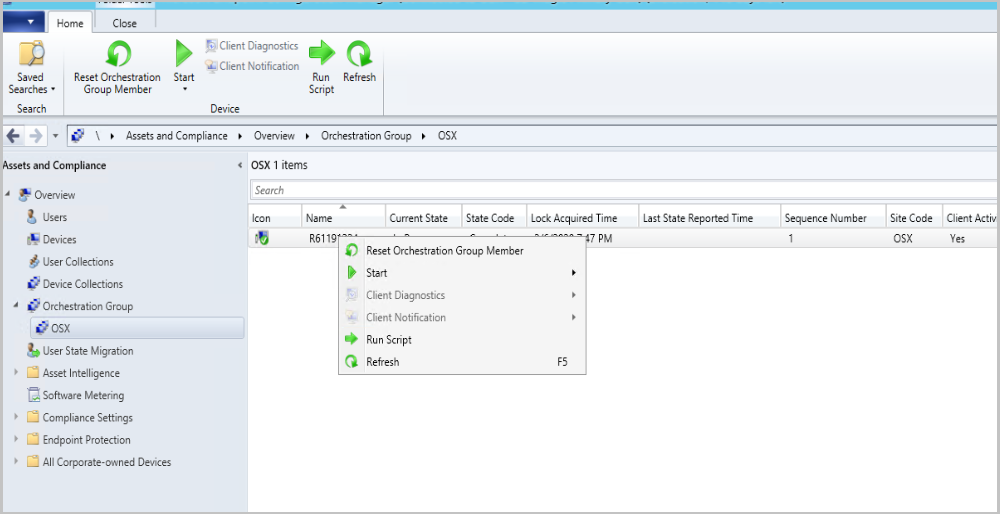 Home Close
Saved Searches
Reset Orchestration Group Member
Start
Client Diagnostics
Client Notification
Run Script
Refresh
Search
Device
\ Assets and Compliance Overview Orchestration Group OSX
Assets and Compliance
Overview
Users
Devices
User Collections
Device Collections
Orchestration Group
OSX
User State Migration
Asset Intelligence
Software Metering
Compliance Settings
Endpoint Protection
All Corporate-owned Devices
OSX 1 items
Search
Icon Name Current State State Code Lock Acquired Time Last State Reported Time Sequence Number Site Code Client Activ
7:47 PM 1 OSX Yes
Reset Orchestration Group Member
Start
Client Diagnostics
Client Notification
Run Script
Refresh F5